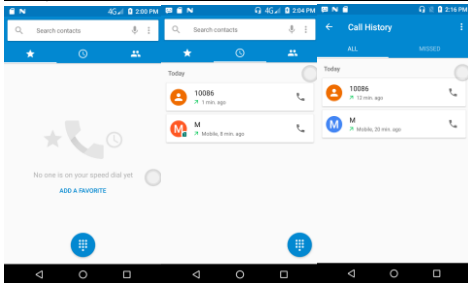 4G 2:00 PM
Search contacts
No one is on your speed dial yet
ADD A FAVORITE
4G 2:04 PM
Search contacts
Today
10086
1 min. ago
M
M
Mobile, 8 min. ago
2:16 PM
Call History
ALL
MISSED
Today
10086
12 min. ago
M
M
Mobile, 20 min. ago